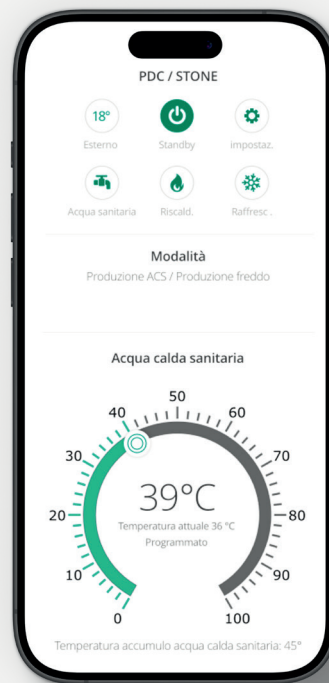 PDC / STONE
18°
Esterno
Standby
impostaz.
Acqua sanitaria
Riscald.
Raffresc .
Modalità
Produzione ACS / Produzione freddo
Acqua calda sanitaria
0
10
20
30
40
50
60
70
80
90
100
39°C
Temperatura attuale 36 °C
Programmato
Temperatura accumulo acqua calda sanitaria: 45°